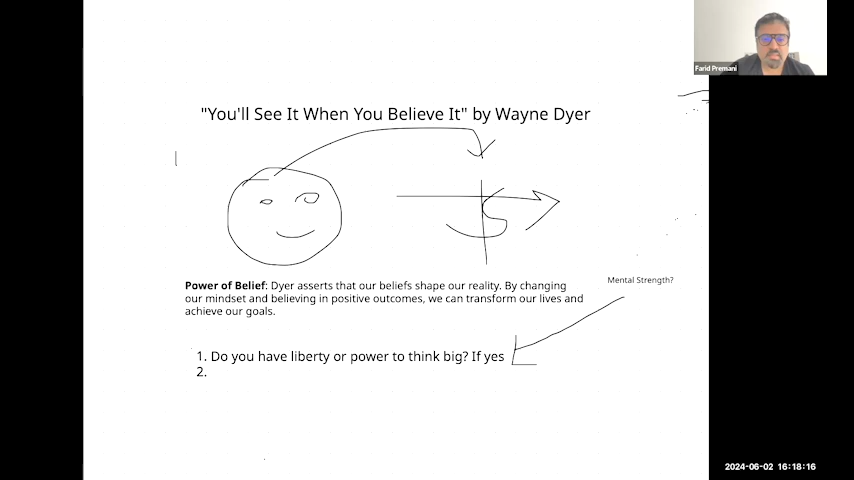 Farid Premani
"You'll See It When You Believe It" by Wayne Dyer
$
Mental Strength?
Power of Belief: Dyer asserts that our beliefs shape our reality. By changing
our mindset and believing in positive outcomes, we can transform our lives and
achieve our goals.
1. Do you have liberty or power to think big? If yes
2.
2024-06-02 16:18:16